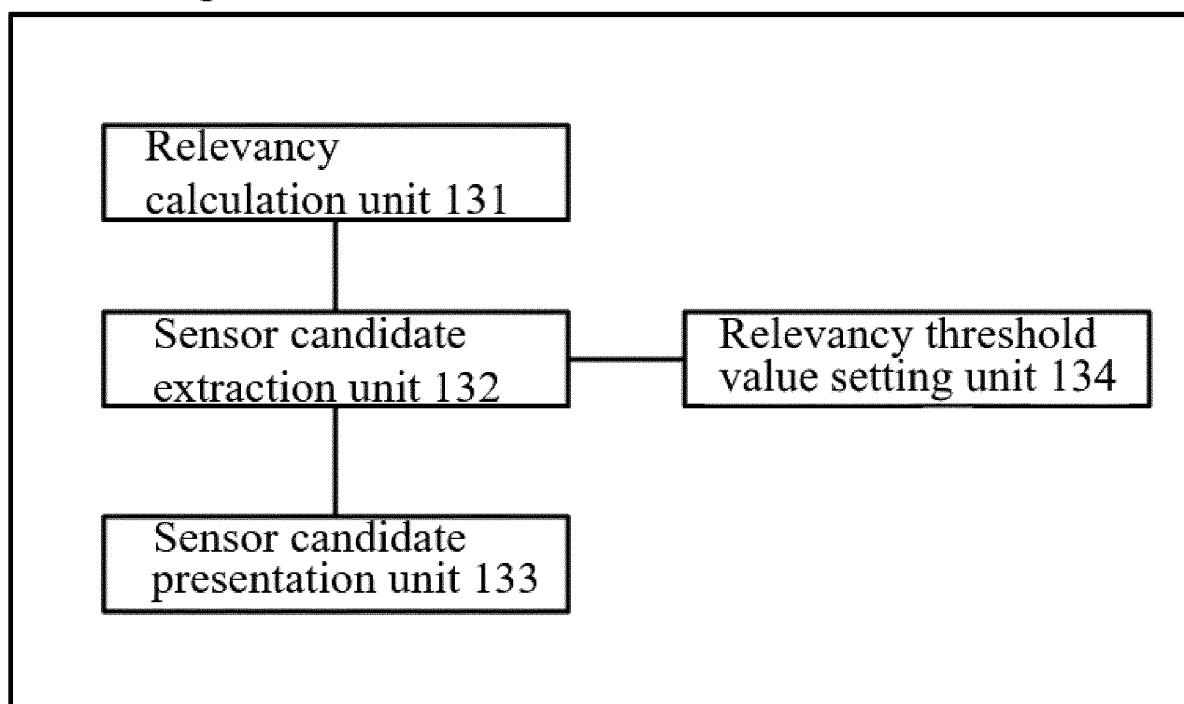 Relevancy
calculation unit 131
Sensor candidate
extraction unit 132
Relevancy threshold
value setting unit 134
Sensor candidate
presentation unit 133